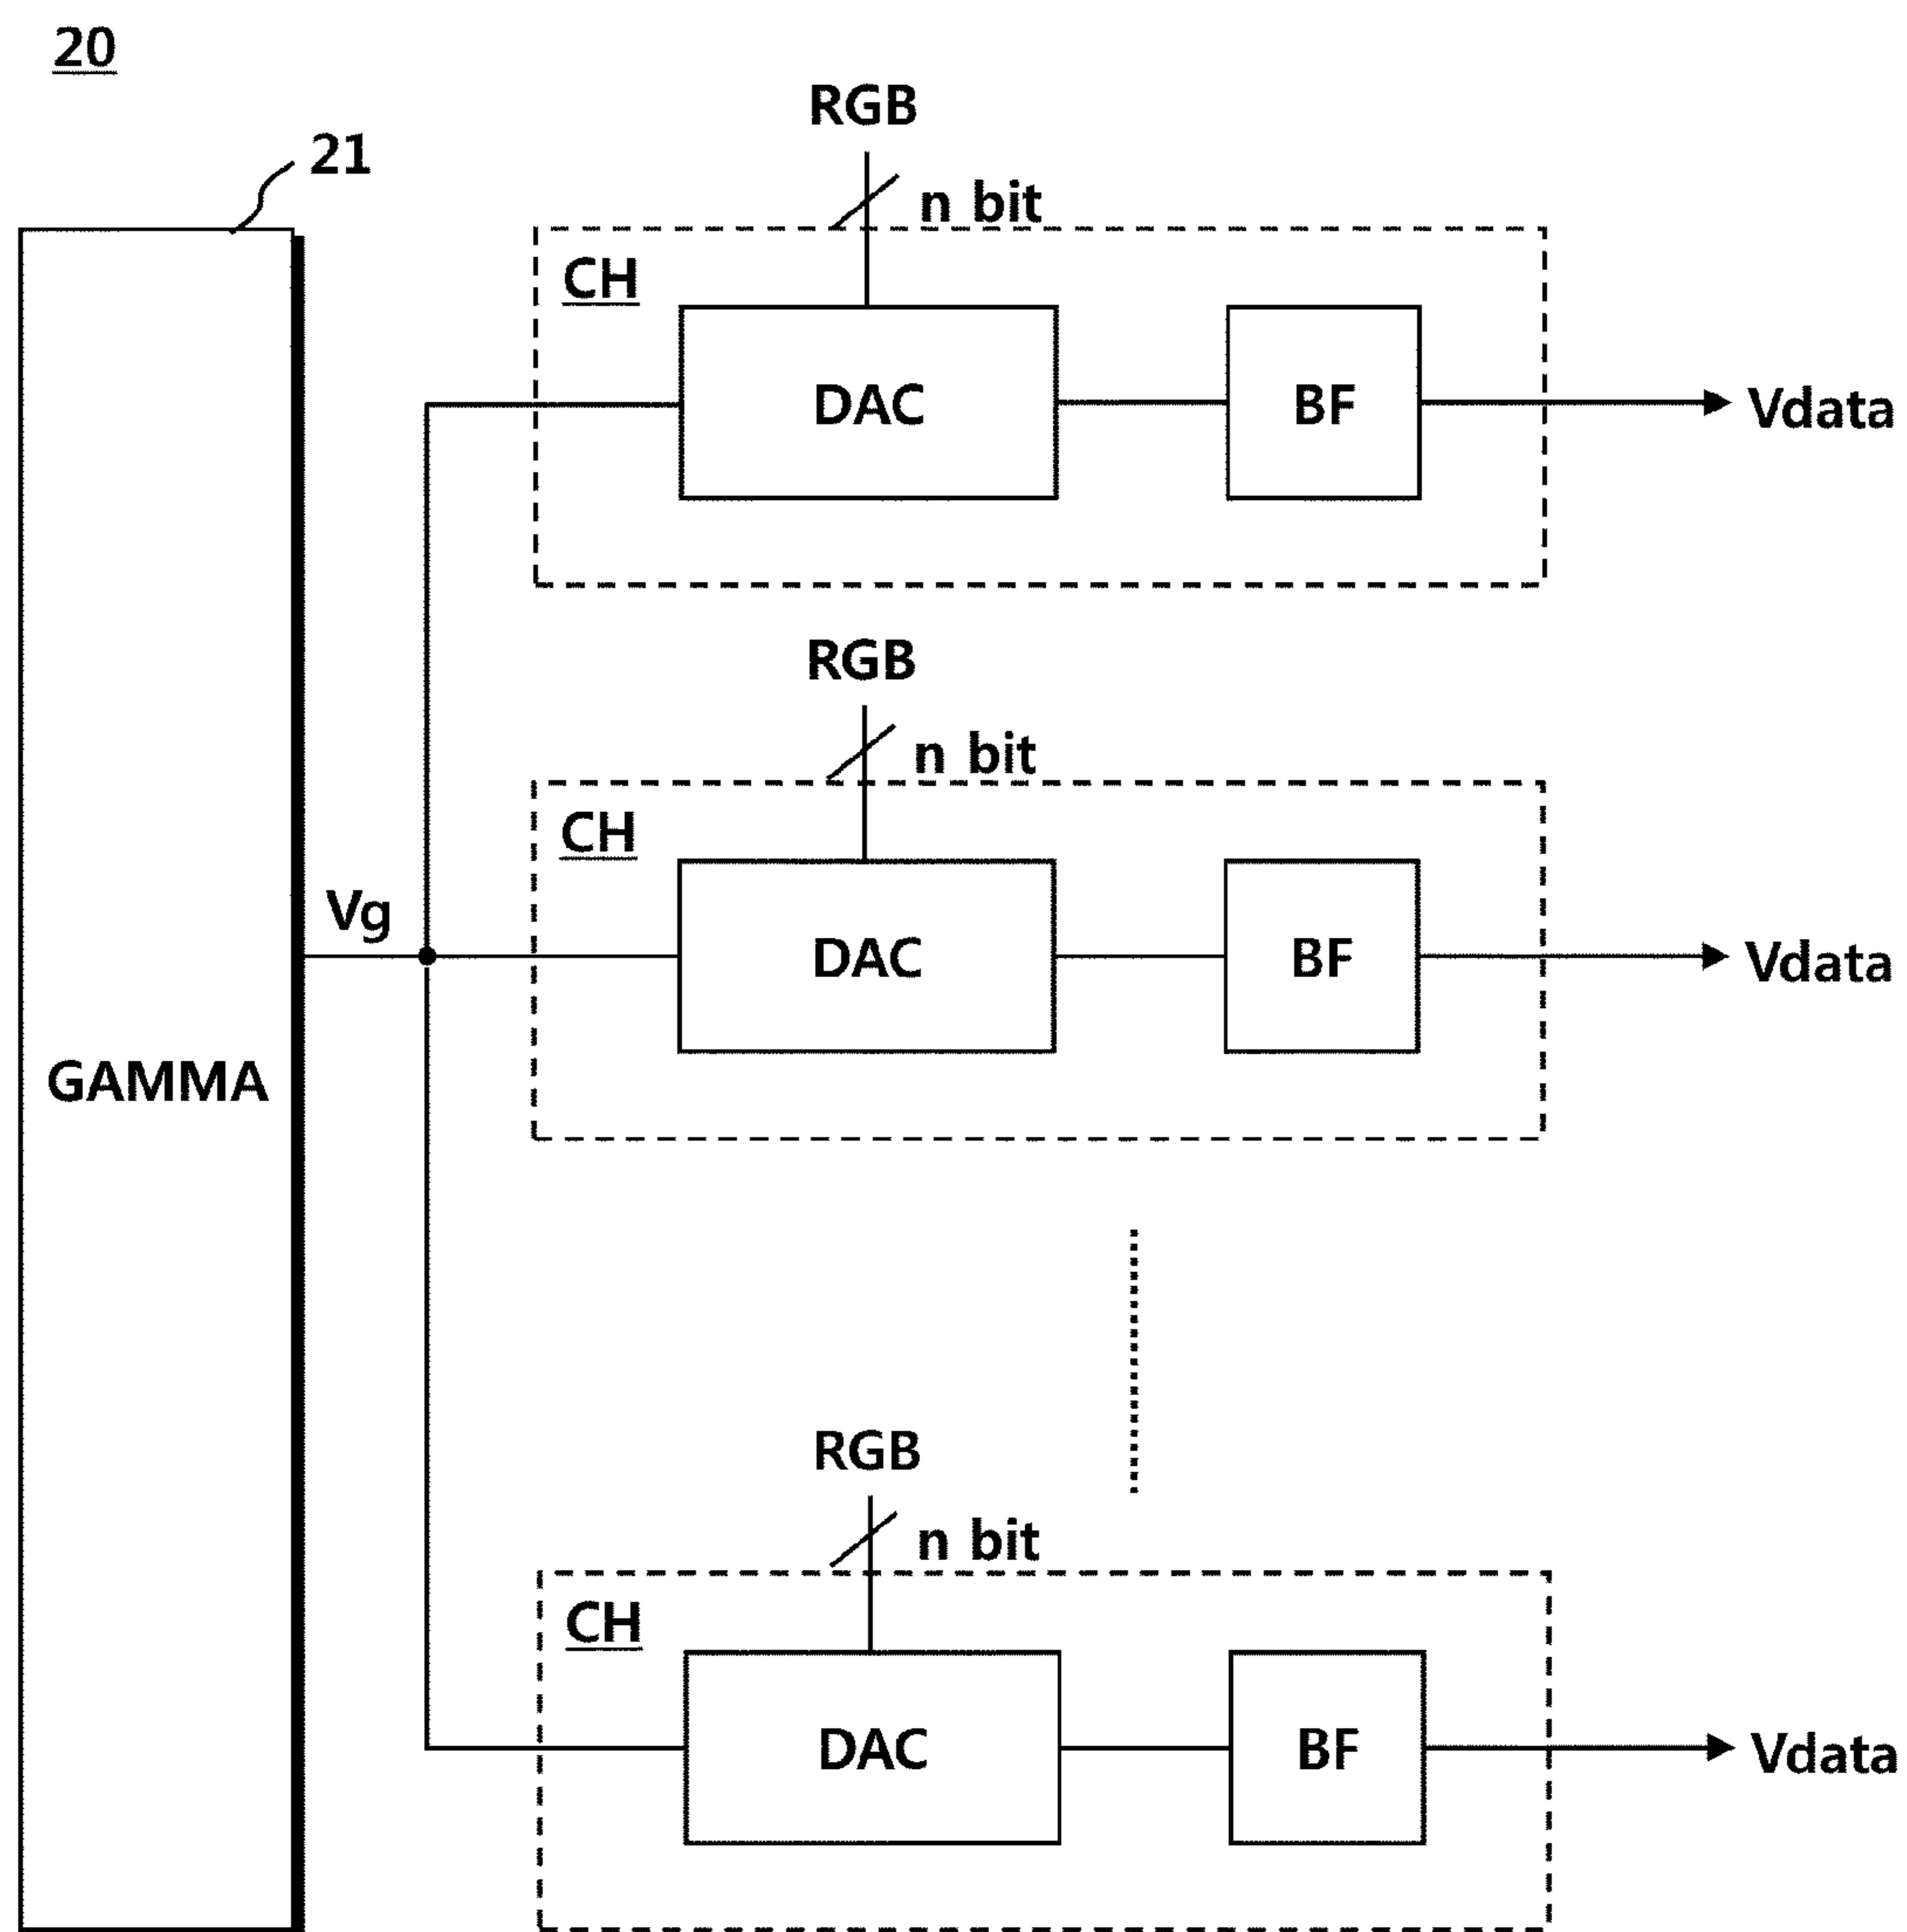 20
21
RGB
n bit
CH
DAC
BF
Vdata
RGB
n bit
CH
DAC
BF
Vdata
Vg
GAMMA
RGB
n bit
CH
DAC
BF
Vdata